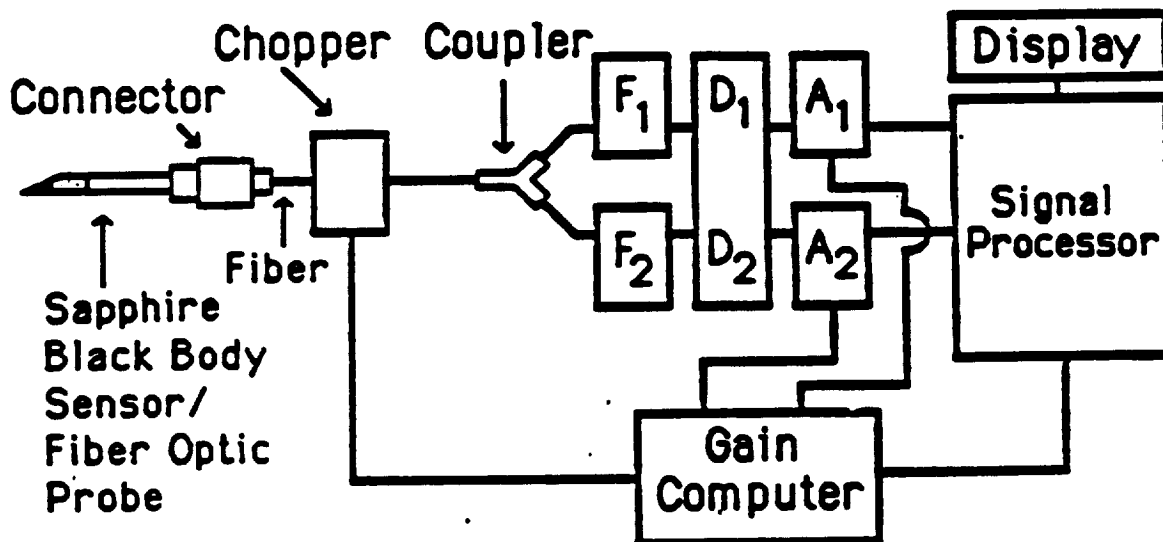 Chopper
Coupler
Display
Connector
F1
D1
A1
Signal
Processor
F2
D2
A2
Fiber
Sapphire
Black Body
Sensor/
Fiber Optic
Probe
Gain
Computer